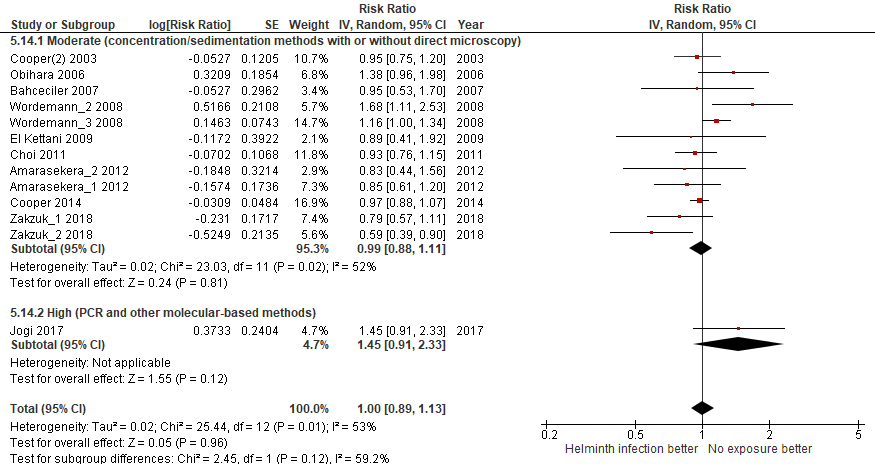 Risk Ratio Risk Ratio
Study or Subgroup log[Risk Ratio] SE Weight IV, Random, 95% CI Year IV, Random, 95% CI
5.14.1 Moderate (concentration/sedimentation methods with or without direct microscopy)
Cooper(2) 2003 -0.0527 0.1205 10.7% 0.95 [0.75, 1.20] 2003
Obihara 2006 0.3209 0.1854 6.8% 1.38 [0.96, 1.98] 2006
Bahceciler 2007 -0.0527 0.2962 3.4% 0.95 [0.53, 1.70] 2007
Wordemann_2 2008 0.5166 0.2108 5.7% 1.68 [1.11, 2.53] 2008
Wordemann_3 2008 0.1463 0.0743 14.7% 1.16 [1.00, 1.34] 2008
El Kettani 2009 -0.1172 0.3922 2.1% 0.89 [0.41, 1.92] 2009
Choi 2011 -0.0702 0.1068 11.8% 0.93 [0.76, 1.15] 2011
Amarasekera_2 2012 -0.1848 0.3214 2.9% 0.83 [0.44, 1.56] 2012
Amarasekera_1 2012 -0.1574 0.1736 7.3% 0.85 [0.61, 1.20] 2012
Cooper 2014 -0.0309 0.0484 16.9% 0.97 [0.88, 1.07] 2014
Zakzuk_1 2018 -0.231 0.1717 7.4% 0.79 [0.57, 1.11] 2018
Zakzuk_2 2018 -0.5249 0.2135 5.6% 0.59 [0.39, 0.90] 2018
Subtotal (95% CI) 95.3% 0.99 [0.88, 1.11]
Heterogeneity: Tau² = 0.02; Chi² = 23.03, df = 11 (P = 0.02); I² = 52%
Test for overall effect: Z = 0.24 (P = 0.81)
5.14.2 High (PCR and other molecular-based methods)
Jogi 2017 0.3733 0.2404 4.7% 1.45 [0.91, 2.33] 2017
Subtotal (95% CI) 4.7% 1.45 [0.91, 2.33]
Heterogeneity: Not applicable
Test for overall effect: Z = 1.55 (P = 0.12)
Total (95% CI) 100.0% 1.00 [0.89, 1.13]
Heterogeneity: Tau² = 0.02; Chi² = 25.44, df = 12 (P = 0.01); I² = 53%
Test for overall effect: Z = 0.05 (P = 0.96)
Test for subgroup differences: Chi² = 2.45, df = 1 (P = 0.12), I² = 59.2%
0.2 0.5 1 2 5
Helminth infection better No exposure better